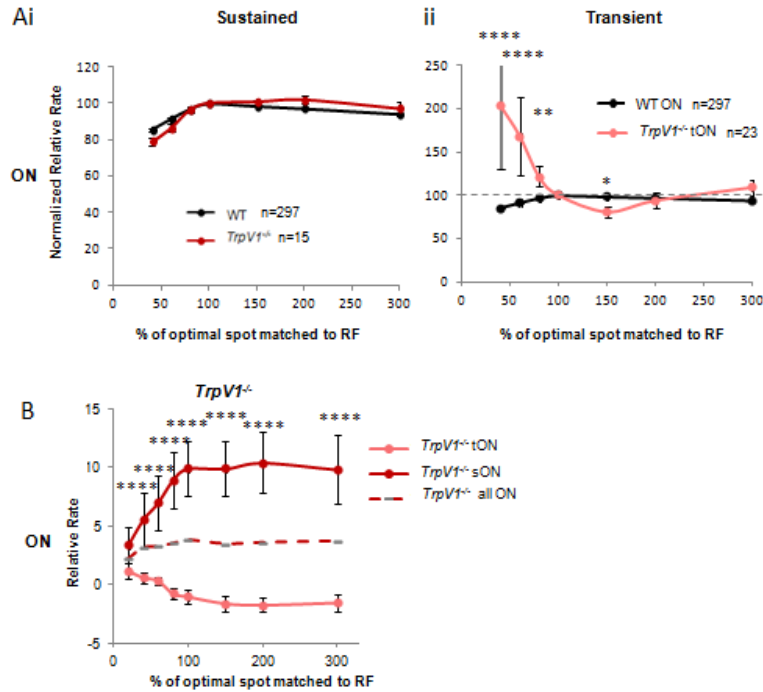 Ai
Sustained
120
100
80
60
40
20
0
Normalized Relative Rate
ON
WT n=297
TrpV1-/- n=15
0 50 100 150 200 250 300
% of optimal spot matched to RF
ii
Transient
****
****
**
*
250
200
150
100
50
0
WT ON n=297
TrpV1-/- tON n=23
0 50 100 150 200 250 300
% of optimal spot matched to RF
B
TrpV1-/-
****
****
****
****
****
****
****
15
10
5
0
-5
Relative Rate
ON
TrpV1-/- tON
TrpV1-/- sON
TrpV1-/- all ON
0 100 200 300
% of optimal spot matched to RF